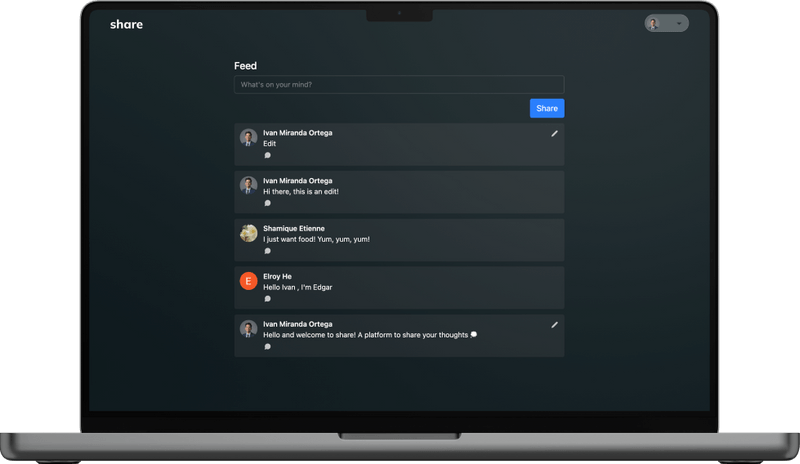 share
Feed
What's on your mind?
Share
Ivan Miranda Ortega
Edit
Ivan Miranda Ortega
Hi there, this is an edit!
Shamique Etienne
I just want food! Yum, yum, yum!
E
Elroy He
Hello Ivan , I'm Edgar
Ivan Miranda Ortega
Hello and welcome to share! A platform to share your thoughts 💭